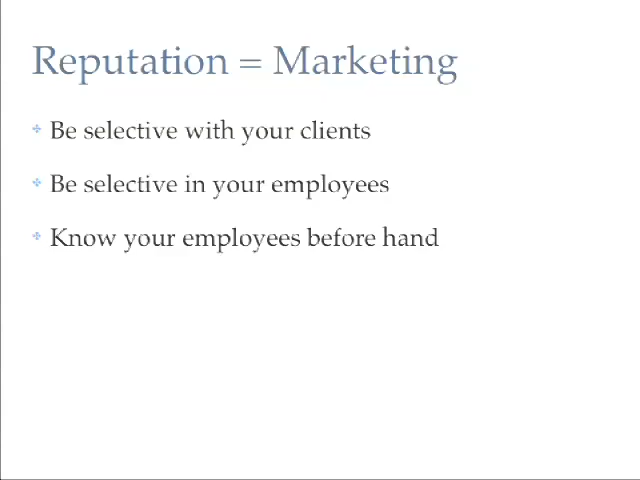 Reputation = Marketing
Be selective with your clients
Be selective in your employees
Know your employees before hand